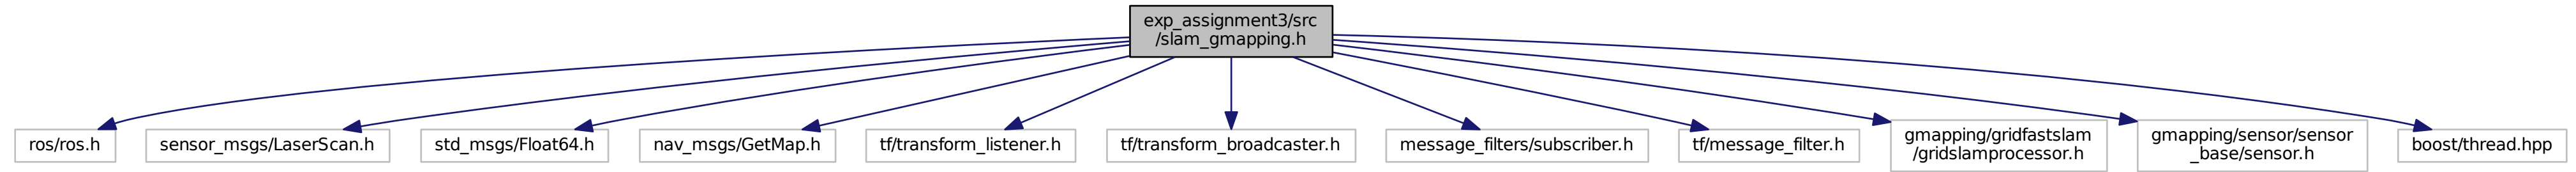 exp_assignment3/src
/slam_gmapping.h
ros/ros.h
sensor_msgs/LaserScan.h
std_msgs/Float64.h
nav_msgs/GetMap.h
tf/transform_listener.h
tf/transform_broadcaster.h
message_filters/subscriber.h
tf/message_filter.h
gmapping/gridfastslam
/gridslamprocessor.h
gmapping/sensor/sensor
_base/sensor.h
boost/thread.hpp